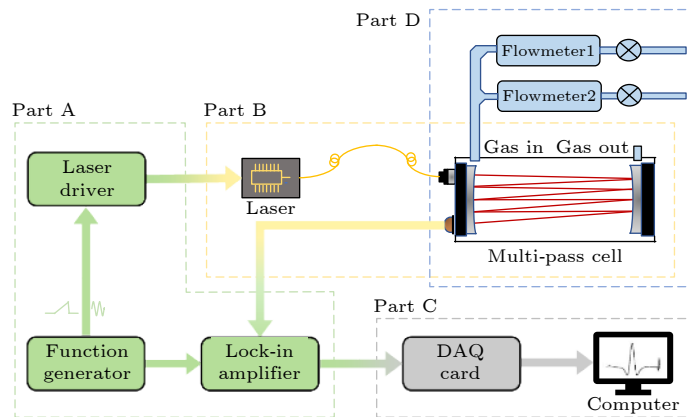 Part D
Flowmeter1
Flowmeter2
Part A
Part B
Gas in Gas out
Laser
driver
Laser
Multi-pass cell
Part C
Function
generator
Lock-in
amplifier
DAQ
card
Computer